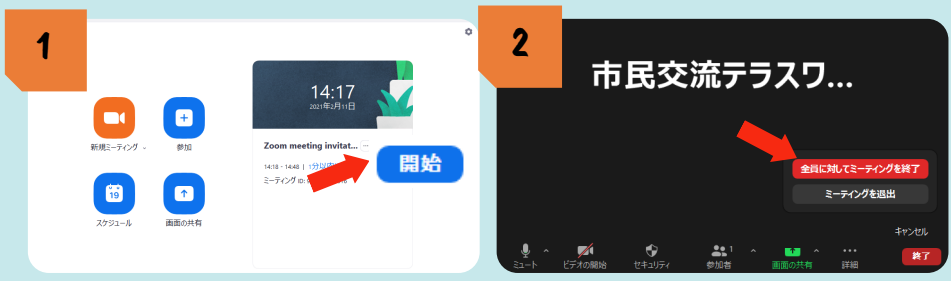 1
14:17
2021年2月11日
新規ミーティング
参加
Zoom meeting invitat...
14:18 - 14:48 |
ミーティング ID:
開始
19
スケジュール
画面の共有
2
市民交流テラスワ...
全員に対してミーティングを終了
ミーティングを退出
キャンセル
ミュート
ビデオの開始
セキュリティ
1
参加者
画面の共有
詳細
終了